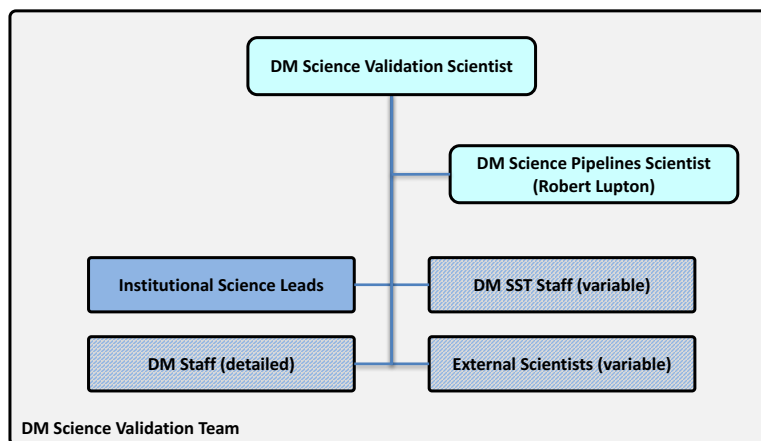 DM Science Validation Scientist
DM Science Pipelines Scientist
(Robert Lupton)
Institutional Science Leads
DM SST Staff (variable)
DM Staff (detailed)
External Scientists (variable)
DM Science Validation Team